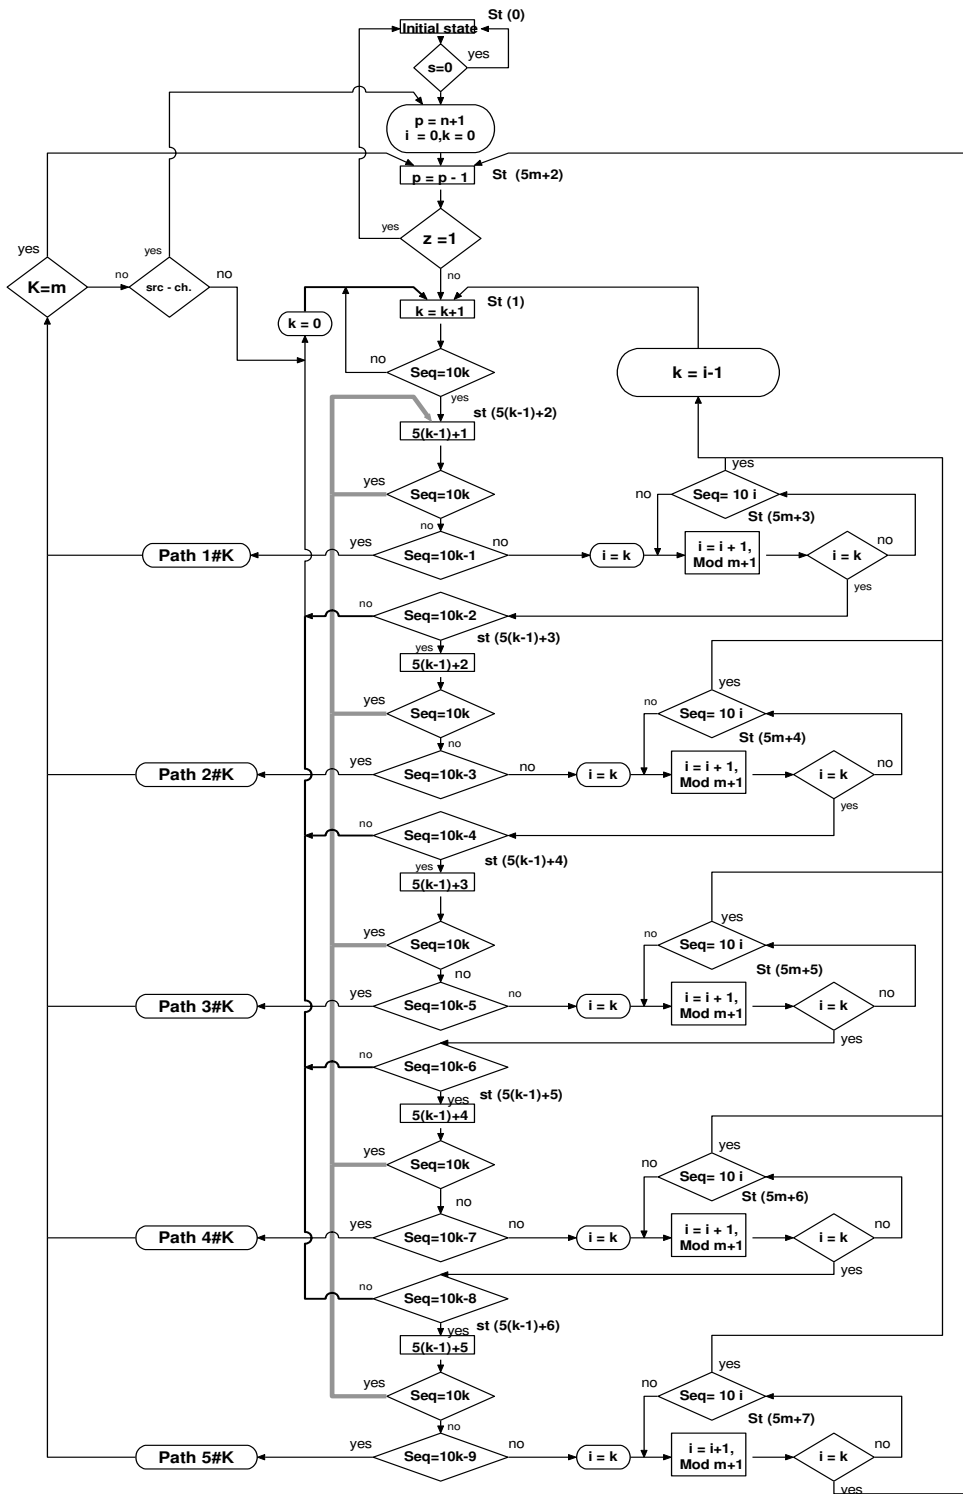 St (0)
Initial state
yes
s=0
p = n+1
i = 0,k = 0
St (5m+2)
p = p - 1
yes
z =1
no
yes
K=m
no
yes
src - ch.
no
k = 0
k = k+1
St (1)
no
Seq=10k
yes
k = i-1
st (5(k-1)+2)
5(k-1)+1
yes
Seq=10k
no
yes
Seq= 10 i
no
St (5m+3)
Path 1#K
yes
Seq=10k-1
no
i = k
i = i + 1,
Mod m+1
i = k
no
yes
no
Seq=10k-2
st (5(k-1)+3)
yes
5(k-1)+2
yes
Seq=10k
no
yes
Seq= 10 i
no
St (5m+4)
Path 2#K
yes
Seq=10k-3
no
i = k
i = i + 1,
Mod m+1
i = k
no
yes
no
Seq=10k-4
st (5(k-1)+4)
yes
5(k-1)+3
yes
Seq=10k
no
yes
Seq= 10 i
no
St (5m+5)
Path 3#K
yes
Seq=10k-5
no
i = k
i = i + 1,
Mod m+1
i = k
no
yes
no
Seq=10k-6
st (5(k-1)+5)
yes
5(k-1)+4
yes
Seq=10k
no
yes
Seq= 10 i
no
St (5m+6)
Path 4#K
yes
Seq=10k-7
no
i = k
i = i + 1,
Mod m+1
i = k
no
yes
no
Seq=10k-8
st (5(k-1)+6)
yes
5(k-1)+5
yes
Seq=10k
no
yes
Seq= 10 i
no
St (5m+7)
Path 5#K
yes
Seq=10k-9
no
i = k
i = i+1,
Mod m+1
i = k
no
yes